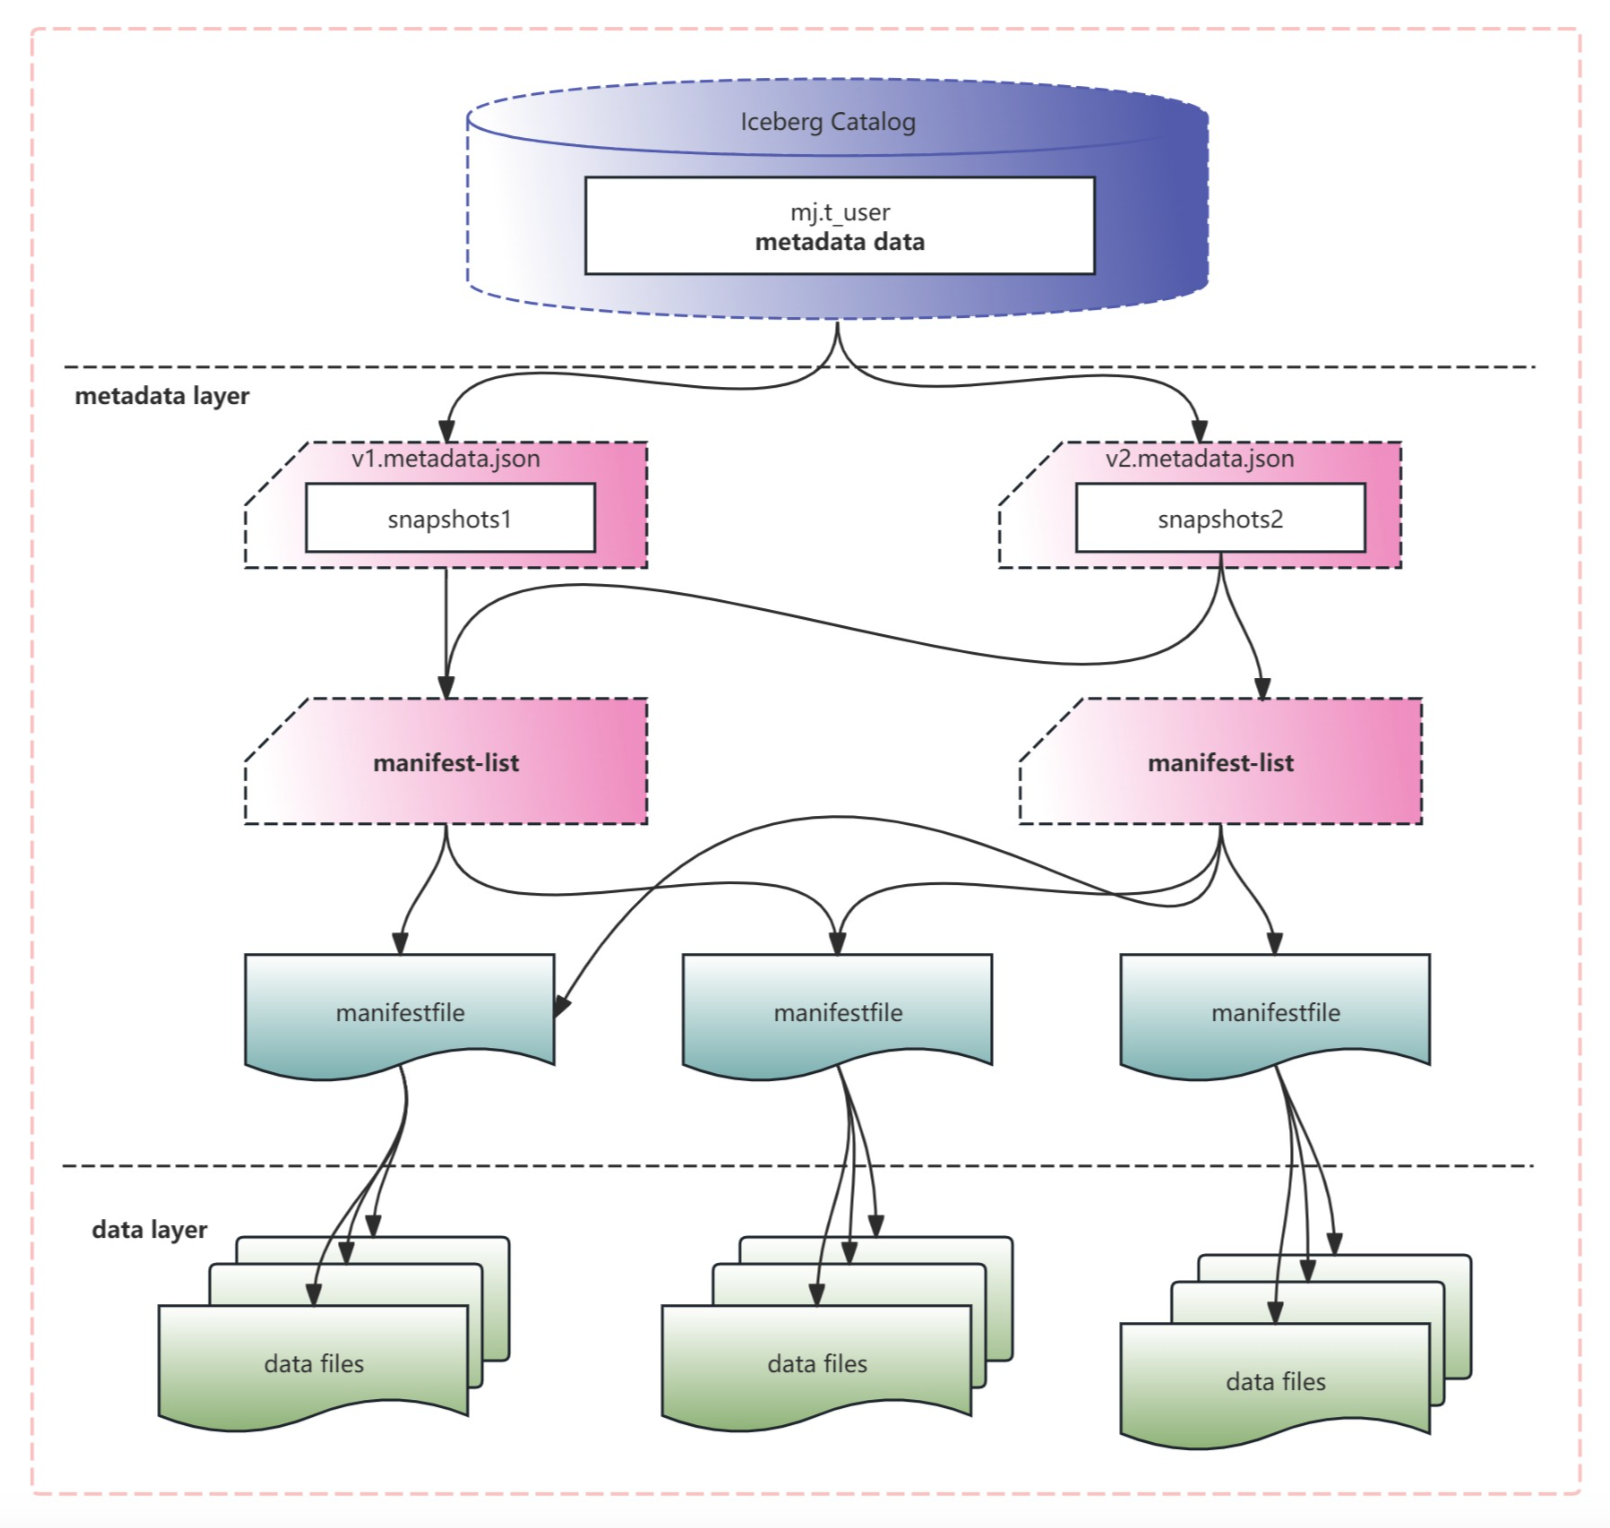 Iceberg Catalog
mj.t_user
metadata data
metadata layer
v1.metadata.json
snapshots1
v2.metadata.json
snapshots2
manifest-list
manifest-list
manifestfile
manifestfile
manifestfile
data layer
data files
data files
data files